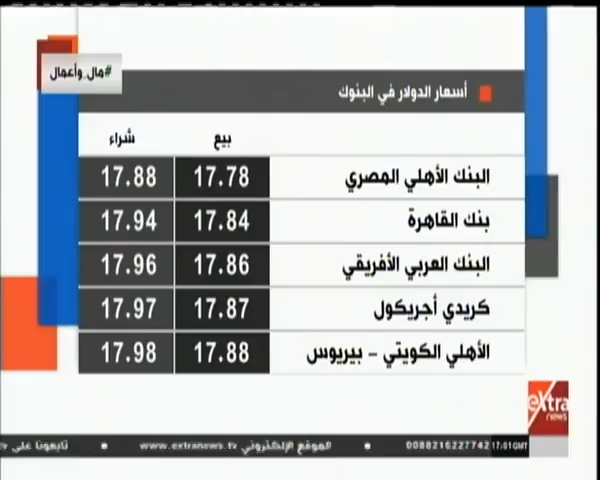 #مال_وأعمال
أسعار الدولار في البنوك
بيع شراء
البنك الأهلي المصري 17.78 17.88
بنك القاهرة 17.84 17.94
البنك العربي الأفريقي 17.86 17.96
كريدي أجريكول 17.87 17.97
الأهلي الكويتي - بيريوس 17.88 17.98
extra
news
17:01GMT 0088216227742 الموقع الإلكتروني www.extranews.tv تابعونا على